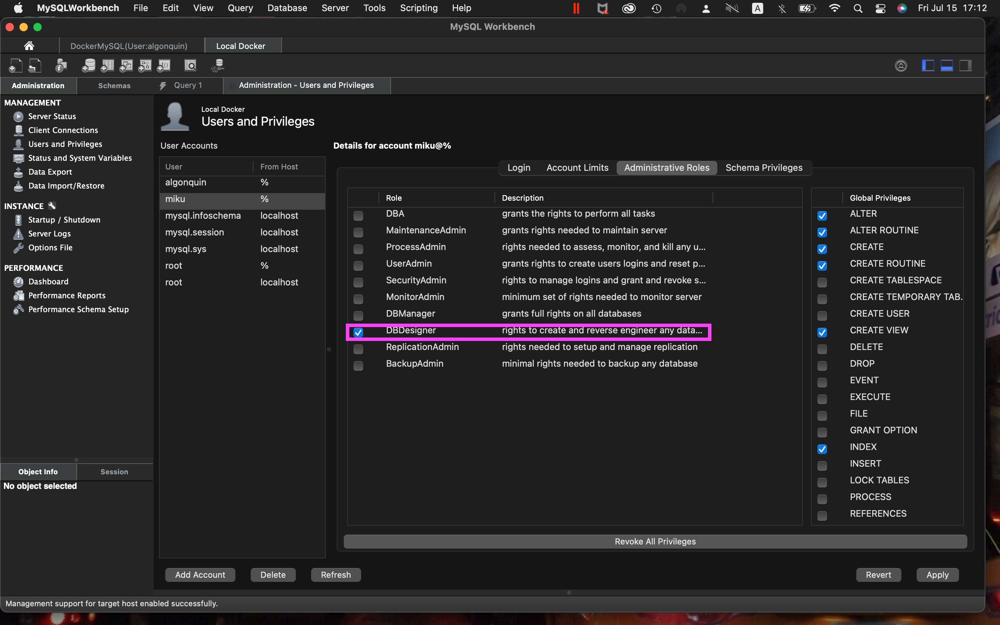 MySQLWorkbench File Edit View Query Database Server Tools Scripting Help A Fri Jul 15 17:12
MySQL Workbench
DockerMySQL(User:algonquin) Local Docker
Administration Schemas Query 1 Administration - Users and Privileges
MANAGEMENT
Server Status
Client Connections
Users and Privileges
Status and System Variables
Data Export
Data Import/Restore
INSTANCE
Startup / Shutdown
Server Logs
Options File
PERFORMANCE
Dashboard
Performance Reports
Performance Schema Setup
Object Info Session
No object selected
Local Docker
Users and Privileges
User Accounts
User From Host
algonquin %
miku %
mysql.infoschema localhost
mysql.session localhost
mysql.sys localhost
root %
root localhost
Add Account Delete Refresh
Details for account miku@%
Login Account Limits Administrative Roles Schema Privileges
Role Description
DBA grants the rights to perform all tasks
MaintenanceAdmin grants rights needed to maintain server
ProcessAdmin rights needed to assess, monitor, and kill any u...
UserAdmin grants rights to create users logins and reset p...
SecurityAdmin rights to manage logins and grant and revoke s...
MonitorAdmin minimum set of rights needed to monitor server
DBManager grants full rights on all databases
DBDesigner rights to create and reverse engineer any data...
ReplicationAdmin rights needed to setup and manage replication
BackupAdmin minimal rights needed to backup any database
Global Privileges
ALTER
ALTER ROUTINE
CREATE
CREATE ROUTINE
CREATE TABLESPACE
CREATE TEMPORARY TAB.
CREATE USER
CREATE VIEW
DELETE
DROP
EVENT
EXECUTE
FILE
GRANT OPTION
INDEX
INSERT
LOCK TABLES
PROCESS
REFERENCES
Revoke All Privileges
Revert Apply
Management support for target host enabled successfully.